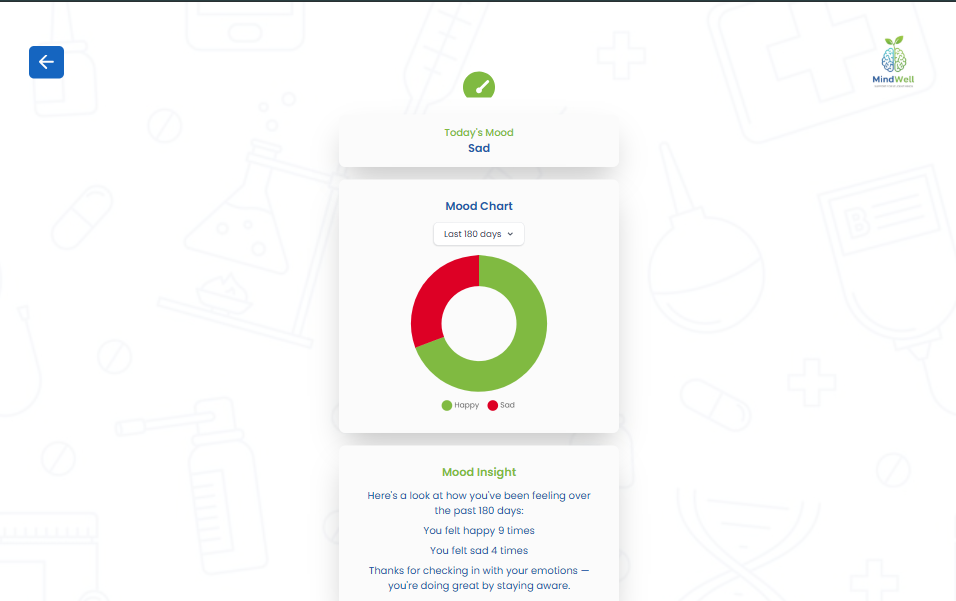 MindWell
Today's Mood
Sad
Mood Chart
Last 180 days
Happy
Sad
Mood Insight
Here's a look at how you've been feeling over
the past 180 days:
You felt happy 9 times
You felt sad 4 times
Thanks for checking in with your emotions —
you're doing great by staying aware.
B